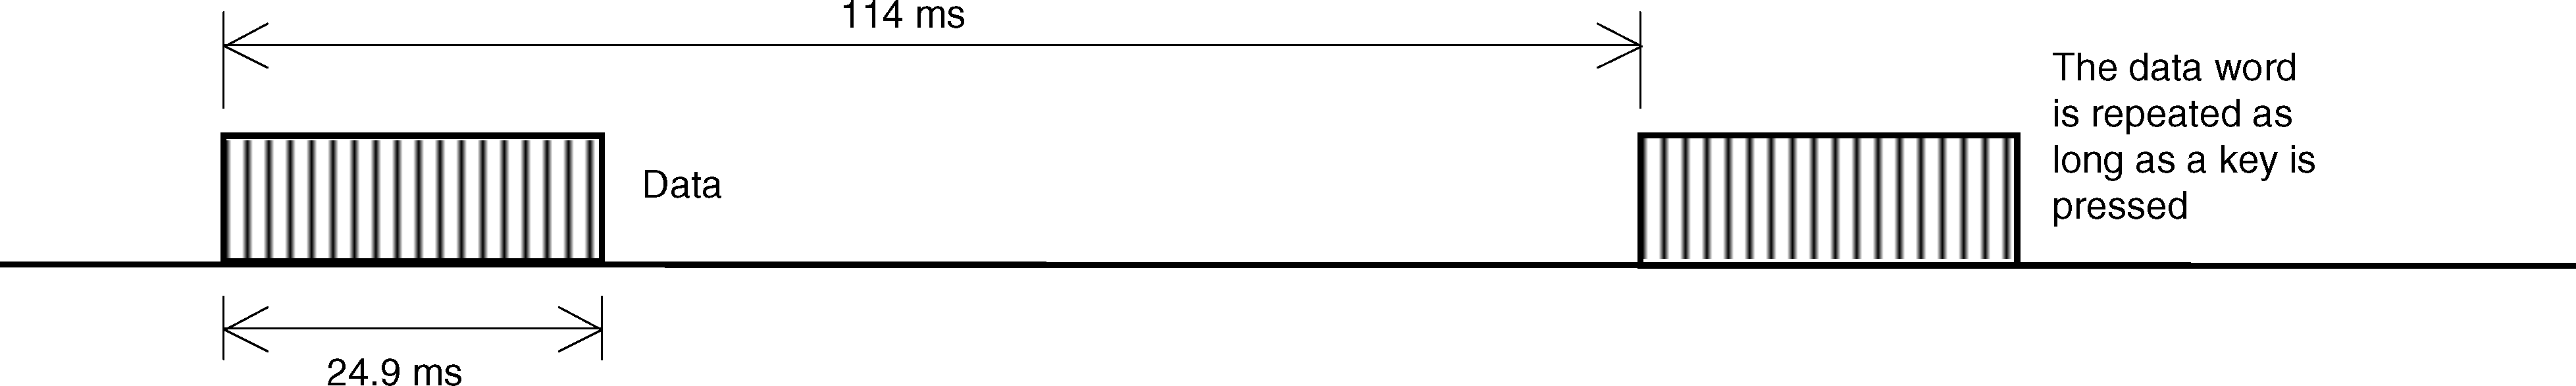 114 ms
The data word
is repeated as
long as a key is
pressed
Data
24.9 ms